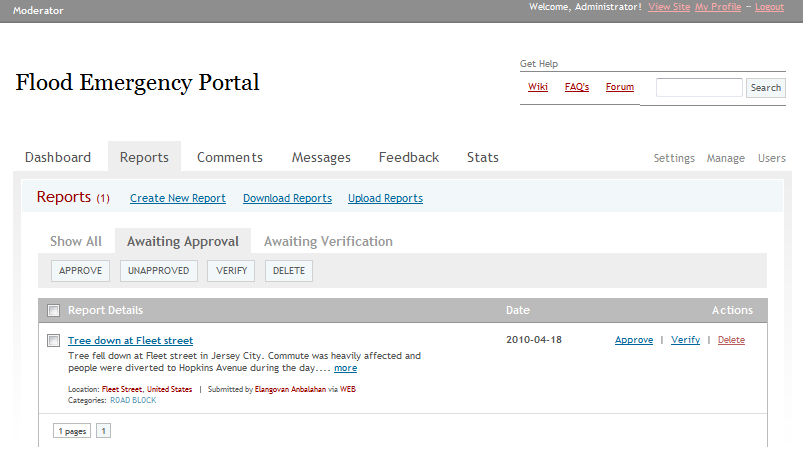 Moderator Welcome, Administrator! View Site My Profile – Logout
Get Help
Flood Emergency Portal
Wiki FAQ's Forum Search
Dashboard Reports Comments Messages Feedback Stats Settings Manage Users
Reports (1) Create New Report Download Reports Upload Reports
Show All Awaiting Approval Awaiting Verification
APPROVE UNAPPROVED VERIFY DELETE
Report Details Date Actions
Tree down at Fleet street 2010-04-18 Approve | Verify | Delete
Tree fell down at Fleet street in Jersey City. Commute was heavily affected and
people were diverted to Hopkins Avenue during the day.... more
Location: Fleet Street, United States | Submitted by Elangovan Anbalahan via WEB
Categories: ROAD BLOCK
1 pages 1